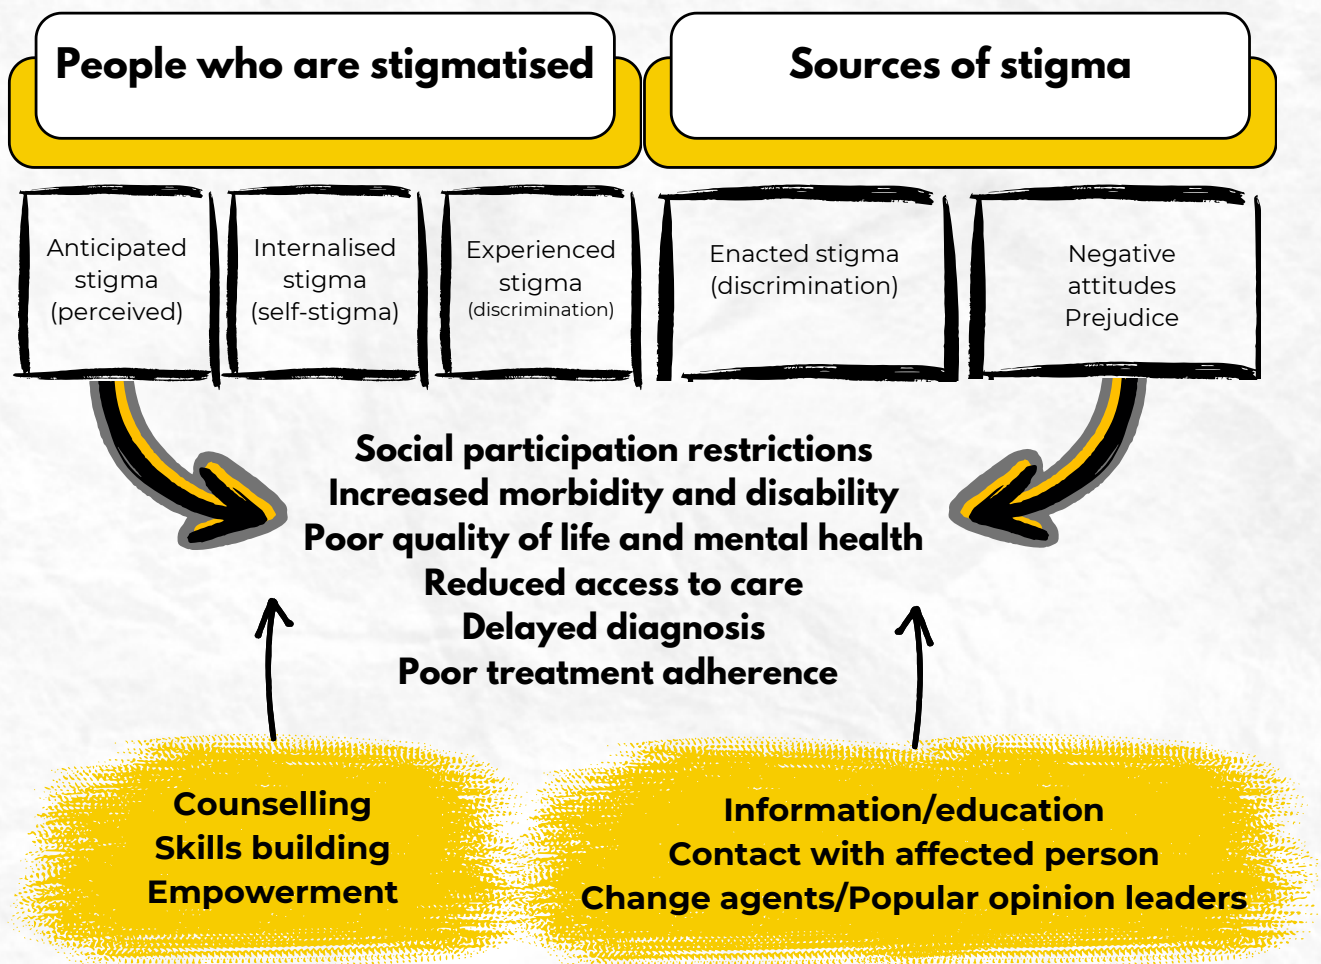 People who are stigmatised
Sources of stigma
Anticipated
stigma
(perceived)
Internalised
stigma
(self-stigma)
Experienced
stigma
(discrimination)
Enacted stigma
(discrimination)
Negative
attitudes
Prejudice
Social participation restrictions
Increased morbidity and disability
Poor quality of life and mental health
Reduced access to care
Delayed diagnosis
Poor treatment adherence
Counselling
Skills building
Empowerment
Information/education
Contact with affected person
Change agents/Popular opinion leaders